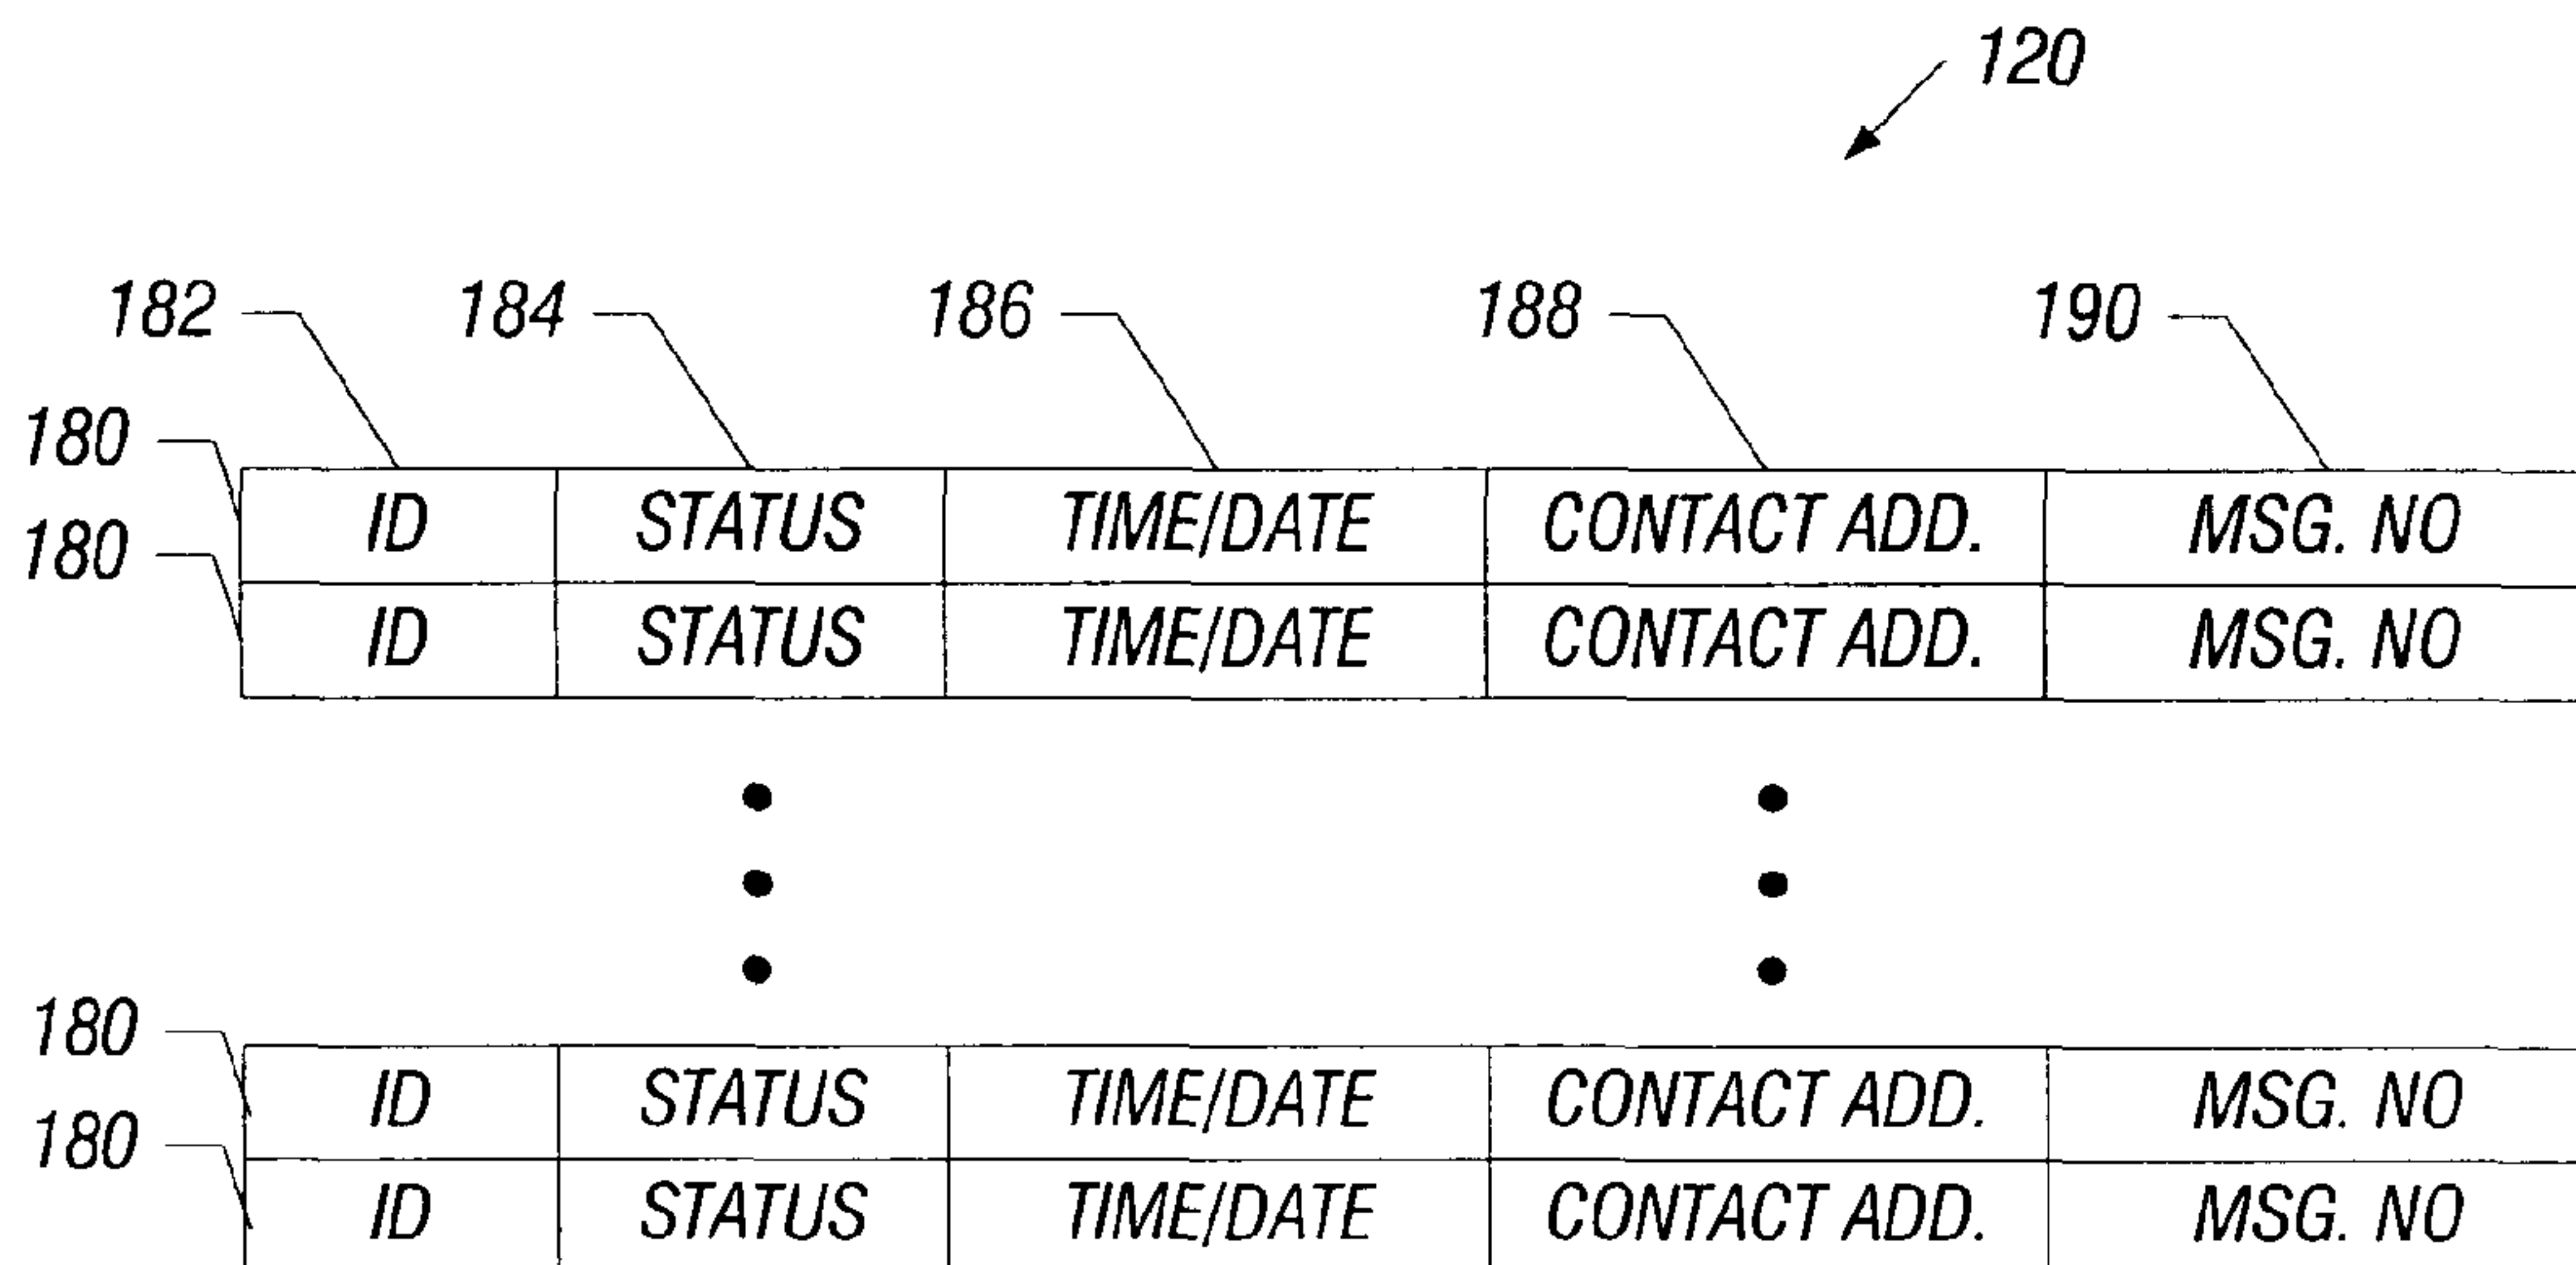 120
182 184 186 188 190
180
ID STATUS TIME/DATE CONTACT ADD. MSG. NO
180
ID STATUS TIME/DATE CONTACT ADD. MSG. NO
180
ID STATUS TIME/DATE CONTACT ADD. MSG. NO
180
ID STATUS TIME/DATE CONTACT ADD. MSG. NO